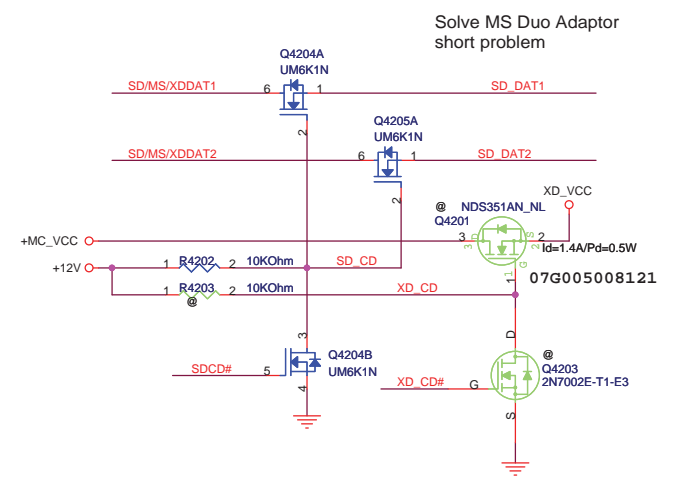 Solve MS Duo Adaptor
short problem
Q4204A
UM6K1N
SD/MS/XDDAT1
6
1
SD_DAT1
2
Q4205A
UM6K1N
SD/MS/XDDAT2
6
1
SD_DAT2
2
XD_VCC
@
NDS351AN_NL
Q4201
+MC_VCC
3
3
D
S
2
2
Id=1.4A/Pd=0.5W
G
1
1
07G005008121
+12V
1
R4202
2
10KOhm
SD_CD
1
R4203
2
10KOhm
XD_CD
@
3
Q4204B
UM6K1N
SDCD#
5
4
D
@
Q4203
2N7002E-T1-E3
XD_CD#
G
S